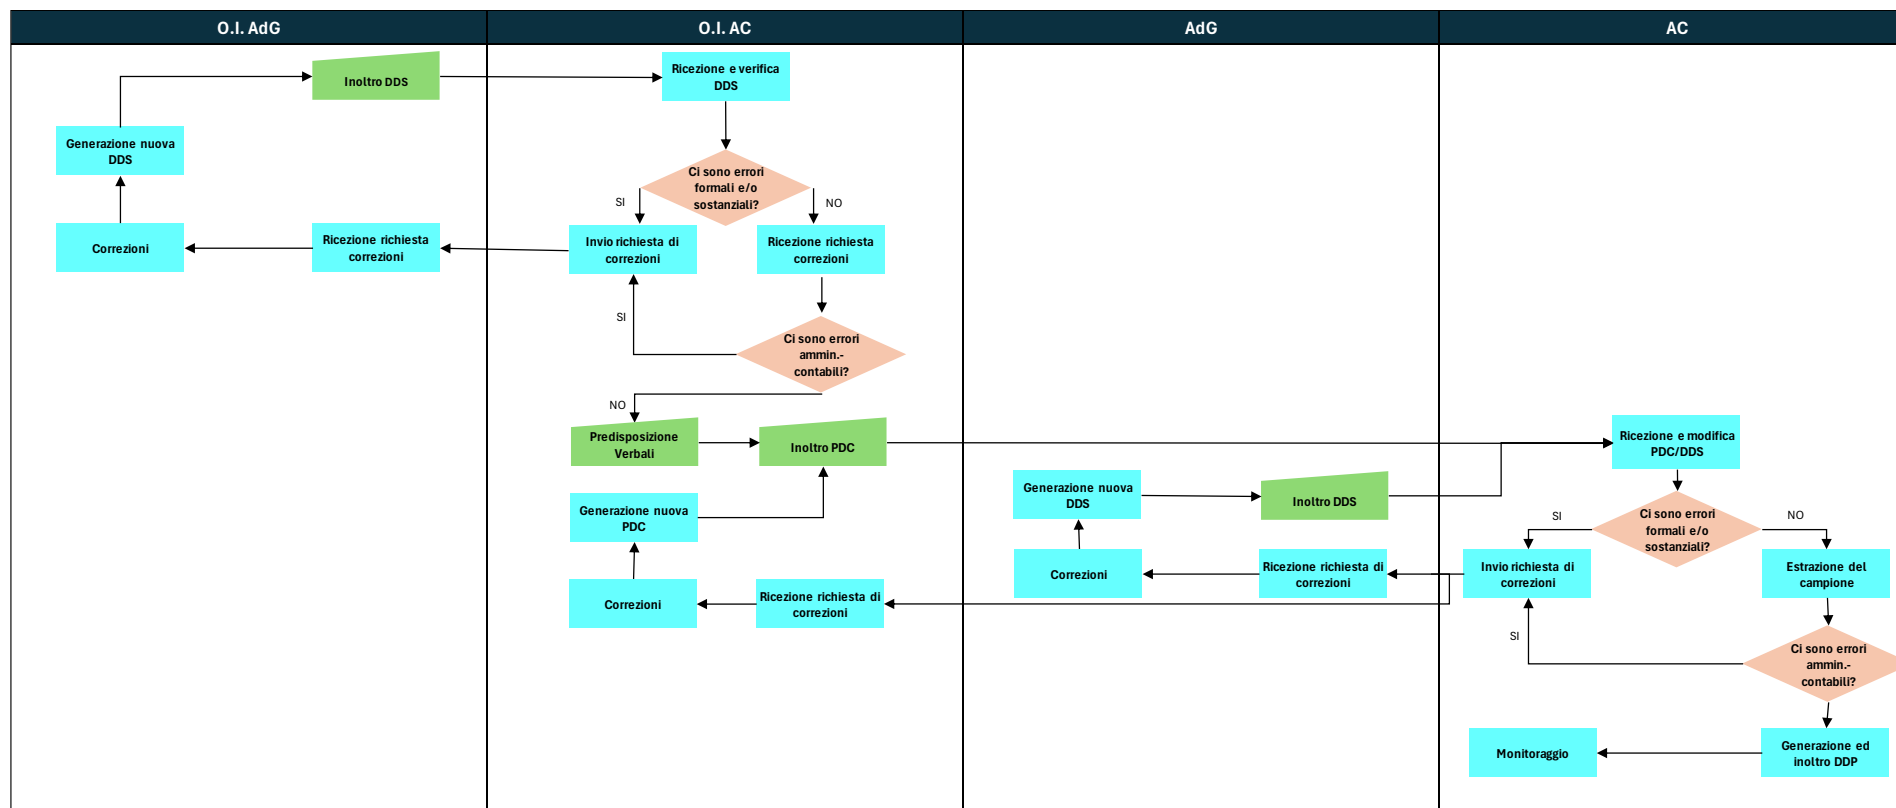 O.I. AdG
O.I. AC
AdG
AC
Inoltro DDS
Ricezione e verifica
DDS
Generazione nuova
DDS
Ci sono errori
formali e/o
sostanziali?
SI
NO
Correzioni
Ricezione richiesta
correzioni
Invio richiesta di
correzioni
Ricezione richiesta
correzioni
SI
Ci sono errori
ammin.-
contabili?
NO
Predisposizione
Verbali
Inoltro PDC
Ricezione e modifica
PDC/DDS
Generazione nuova
PDC
Generazione nuova
DDS
Inoltro DDS
Ci sono errori
formali e/o
sostanziali?
SI
NO
Correzioni
Ricezione richiesta di
correzioni
Correzioni
Ricezione richiesta di
correzioni
Invio richiesta di
correzioni
Estrazione del
campione
SI
Ci sono errori
ammin.-
contabili?
Monitoraggio
Generazione ed
inoltro DDP